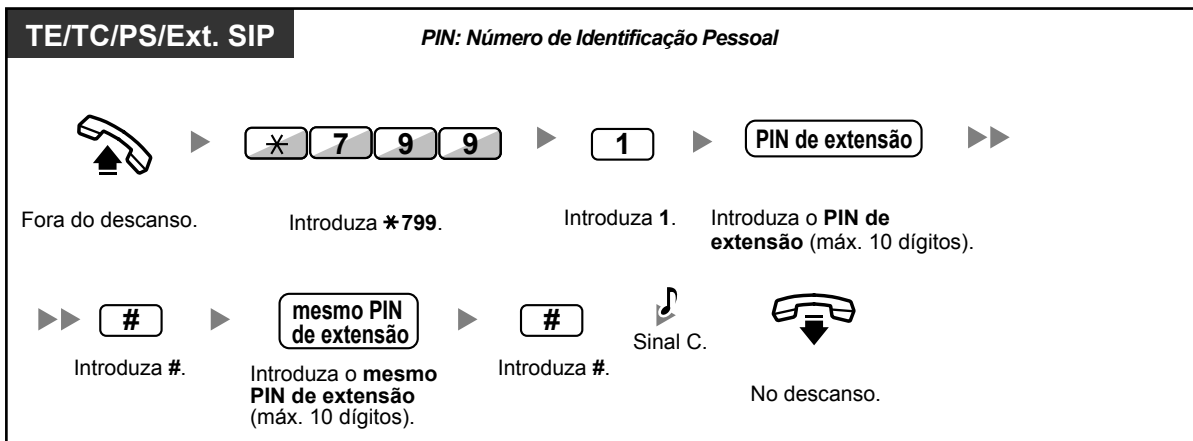 TE/TC/PS/Ext. SIP
PIN: Número de Identificação Pessoal
* 7 9 9
1
PIN de extensão
Fora do descanso.
Introduza *799.
Introduza 1.
Introduza o PIN de
extensão (máx. 10 dígitos).
#
mesmo PIN
de extensão
#
Sinal C.
Introduza #.
Introduza o mesmo
PIN de extensão
(máx. 10 dígitos).
Introduza #.
No descanso.